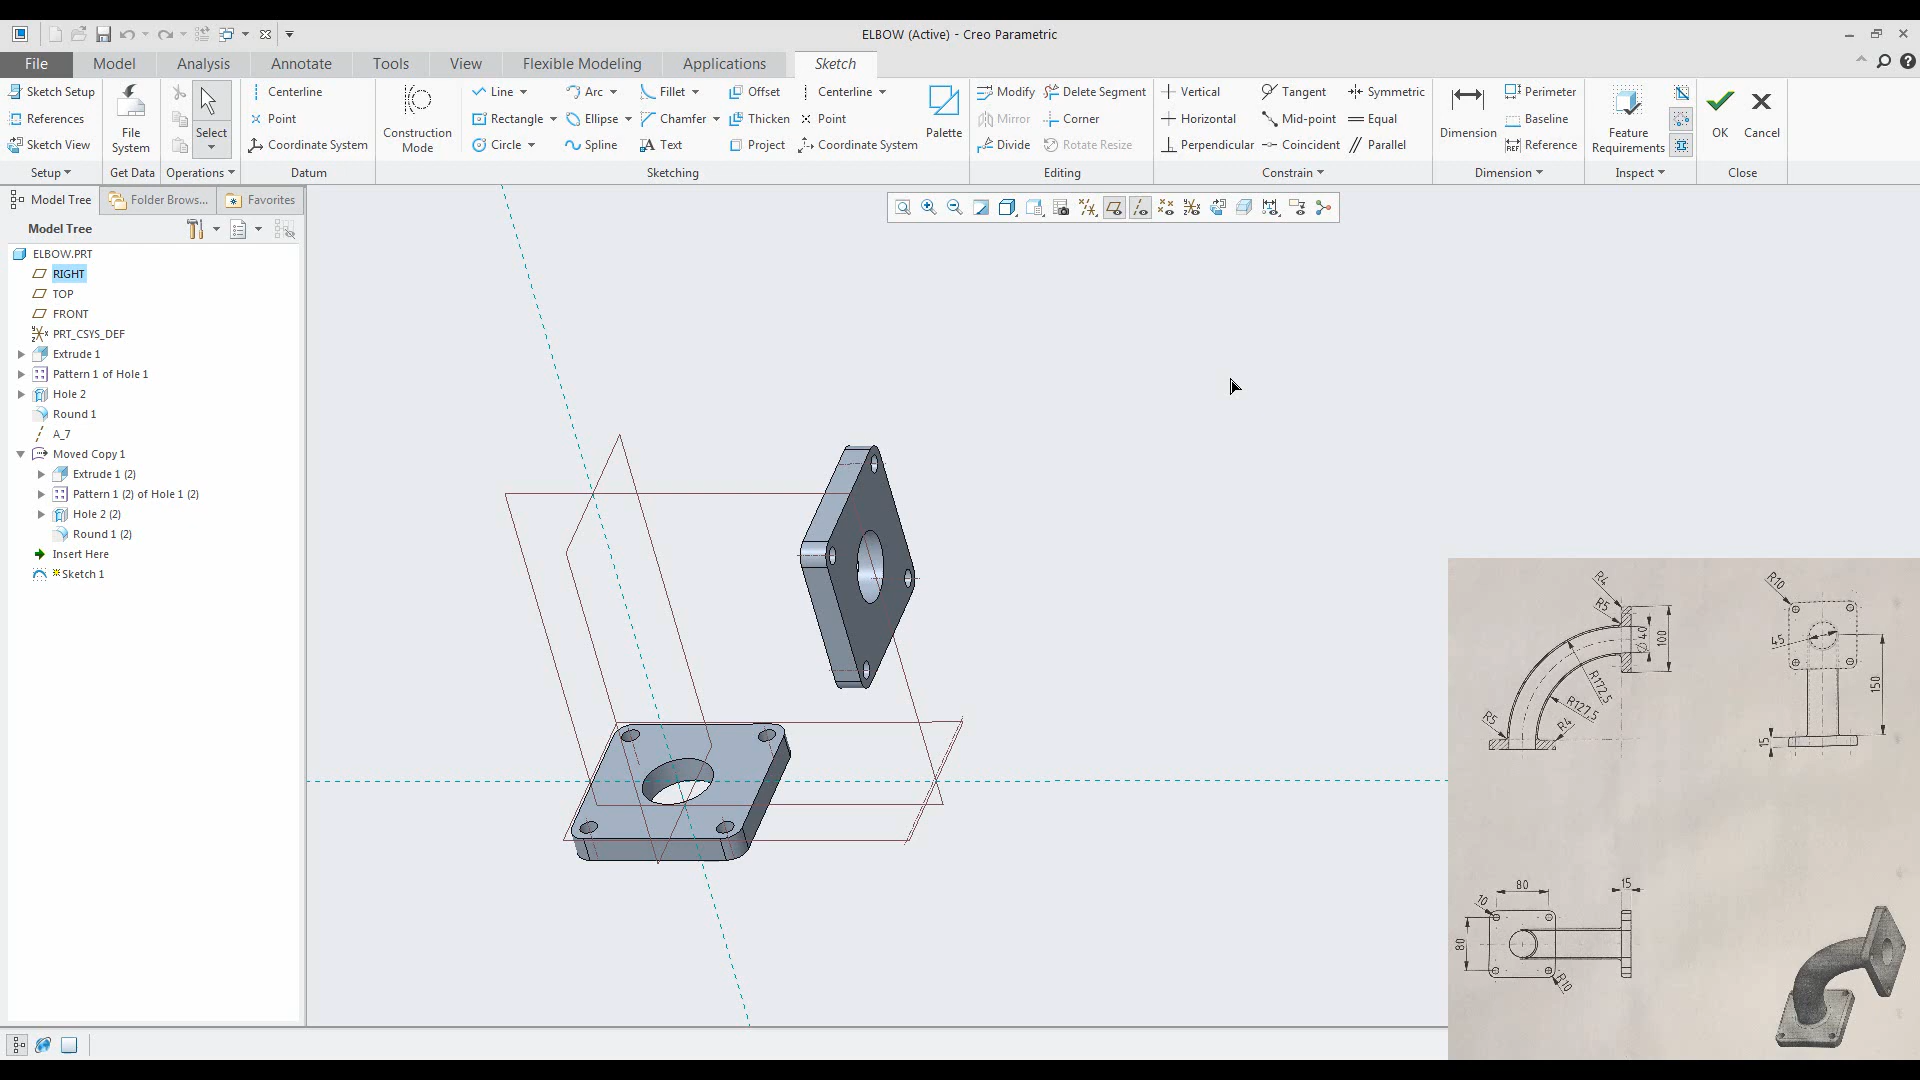 ELBOW (Active) - Creo Parametric
File Model Analysis Annotate Tools View Flexible Modeling Applications Sketch
Sketch Setup
References
Sketch View
Setup
File System
Get Data
Select
Operations
Centerline
Point
Coordinate System
Datum
Construction Mode
Line
Rectangle
Circle
Arc
Ellipse
Spline
Fillet
Chamfer
Text
Offset
Thicken
Project
Centerline
Point
Coordinate System
Palette
Sketching
Modify
Mirror
Divide
Delete Segment
Corner
Rotate Resize
Editing
Vertical
Horizontal
Perpendicular
Tangent
Mid-point
Coincident
Symmetric
Equal
Parallel
Constrain
Dimension
Perimeter
Baseline
Reference
Dimension
Feature Requirements
Inspect
OK
Cancel
Close
Model Tree
Folder Brows...
Favorites
Model Tree
ELBOW.PRT
RIGHT
TOP
FRONT
PRT_CSYS_DEF
Extrude 1
Pattern 1 of Hole 1
Hole 2
Round 1
A_7
Moved Copy 1
Extrude 1 (2)
Pattern 1 (2) of Hole 1 (2)
Hole 2 (2)
Round 1 (2)
Insert Here
Sketch 1
R4
R5
Ø 40
100
R172,5
R127,5
R5
R4
R10
45
150
15
80
15
10
80
R10